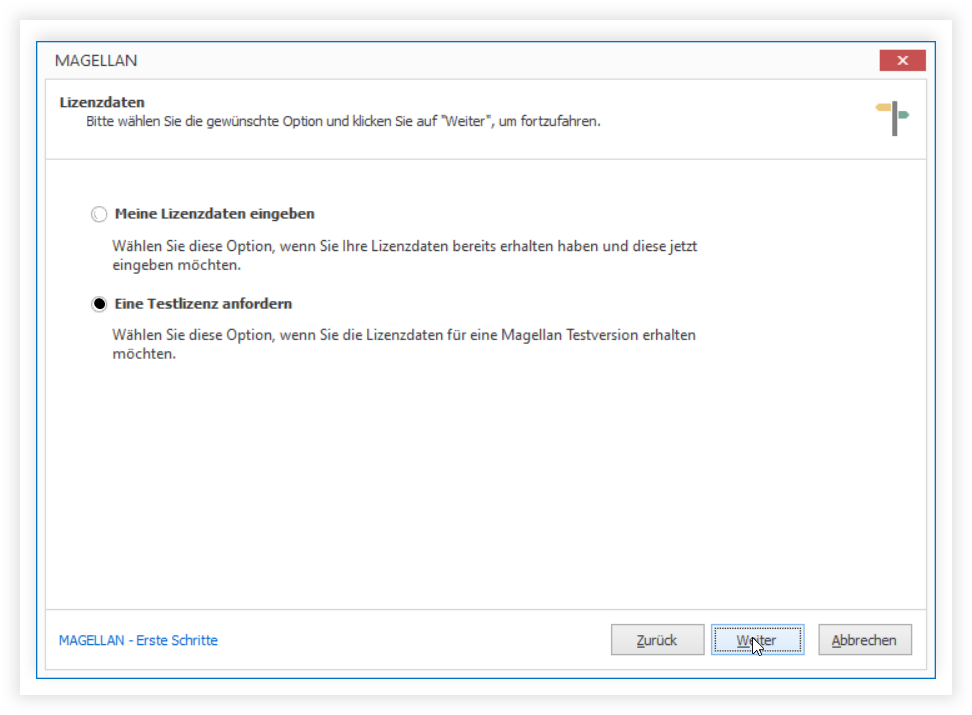 MAGELLAN
Lizenzdaten
Bitte wählen Sie die gewünschte Option und klicken Sie auf "Weiter", um fortzufahren.
Meine Lizenzdaten eingeben
Wählen Sie diese Option, wenn Sie Ihre Lizenzdaten bereits erhalten haben und diese jetzt
eingeben möchten.
Eine Testlizenz anfordern
Wählen Sie diese Option, wenn Sie die Lizenzdaten für eine Magellan Testversion erhalten
möchten.
MAGELLAN - Erste Schritte
Zurück
Weiter
Abbrechen